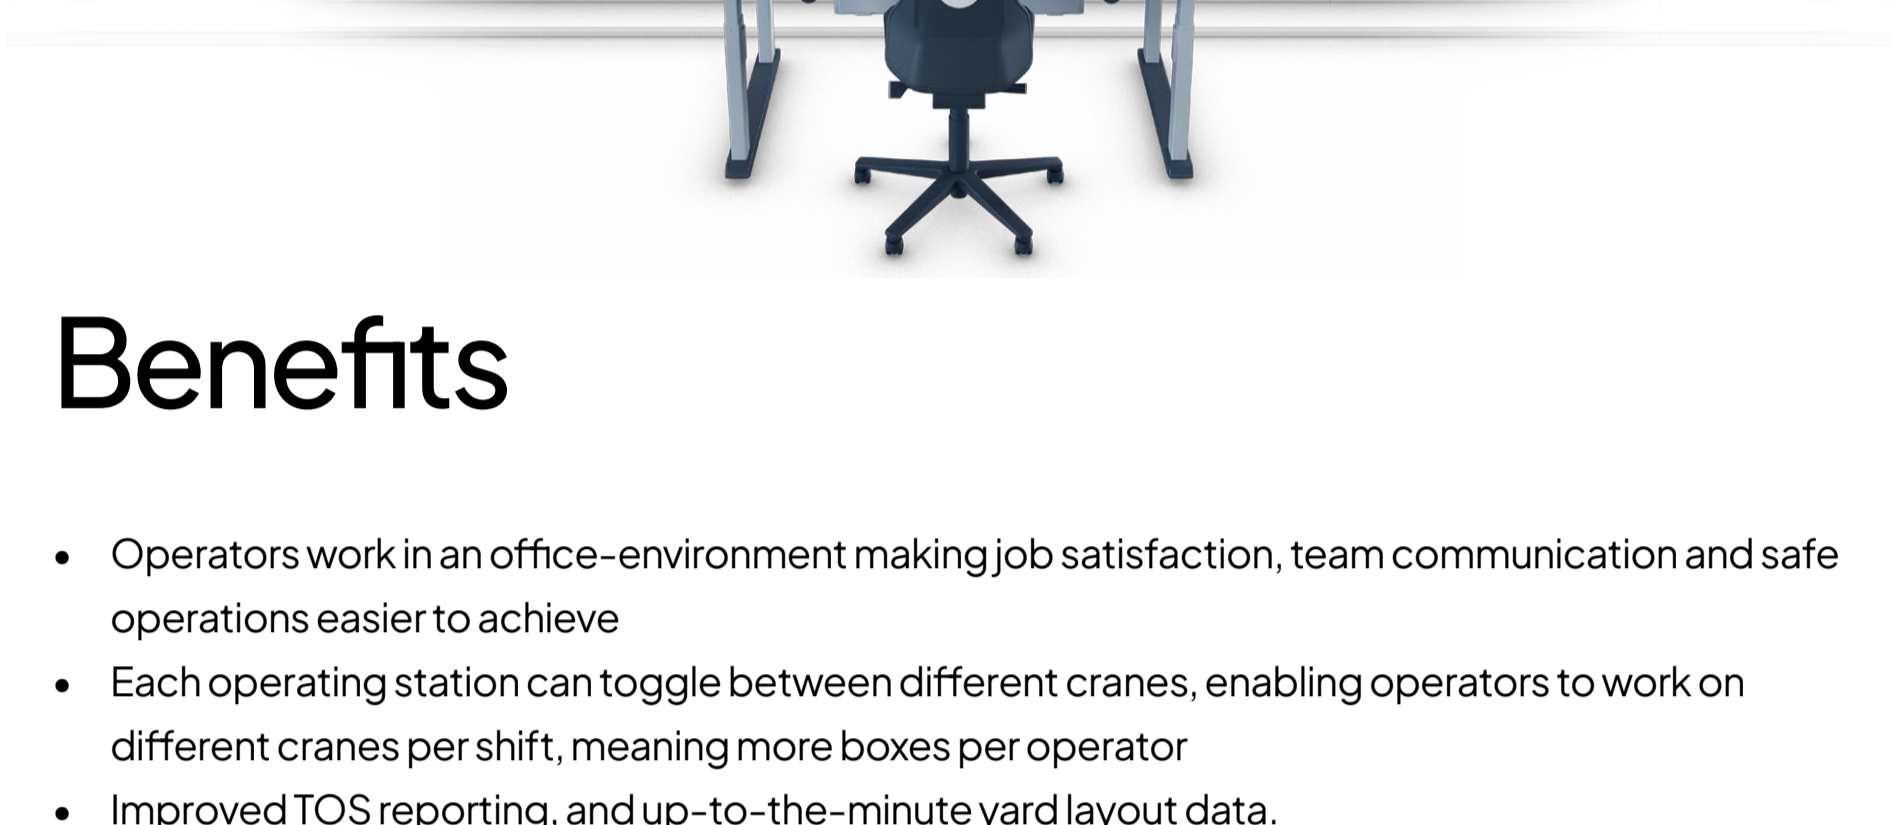 Benefits
• Operators work in an office-environment making job satisfaction, team communication and safe
operations easier to achieve
• Each operating station can toggle between different cranes, enabling operators to work on
different cranes per shift, meaning more boxes per operator
• Improved TOS reporting, and up-to-the-minute yard layout data.